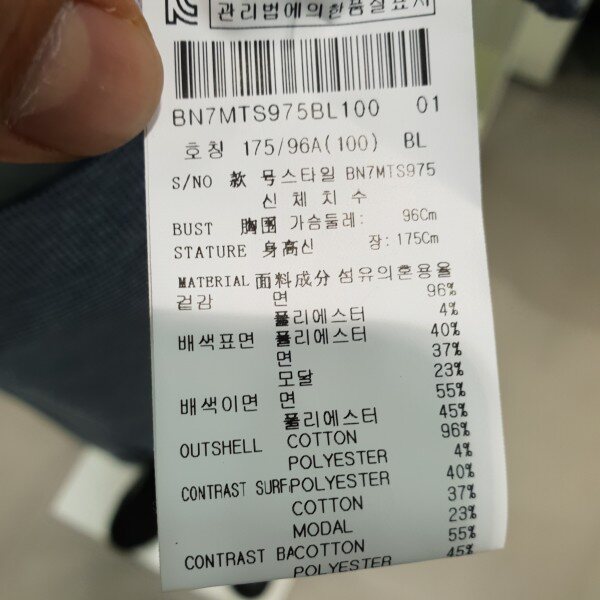 관리법에의한품질표시
BN7MTS975BL100 01
호칭 175/96A(100) BL
S/NO 款 号스타일 BN7MTS975
신 체 치 수
BUST 胸围 가슴둘레: 96Cm
STATURE 身高신 장: 175Cm
MATERIAL 面料成分 섬유의혼용율
겉감 면 96%
폴리에스터 4%
배색표면 폴리에스터 40%
면 37%
모달 23%
배색이면 면 55%
폴리에스터 45%
OUTSHELL COTTON 96%
POLYESTER 4%
CONTRAST SURFPOLYESTER 40%
COTTON 37%
MODAL 23%
CONTRAST BACOTTON 55%
POLYESTER 45%